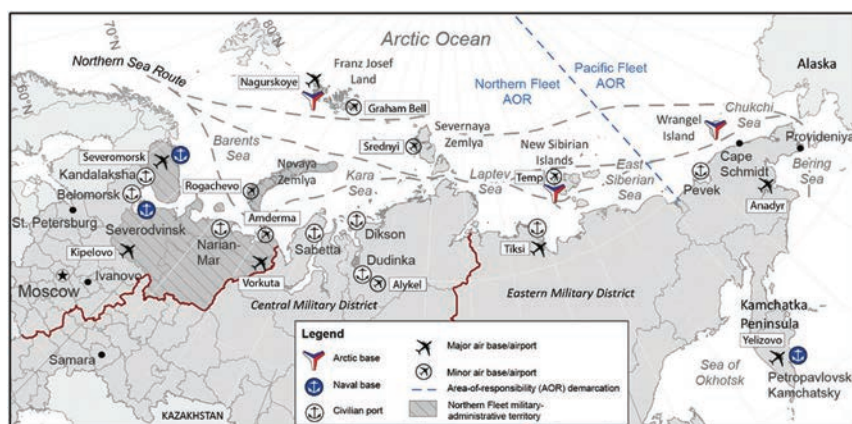 70°N
80°N
Arctic Ocean
Alaska
Northern Sea Route
Franz Josef
Land
Nagurskoye
Graham Bell
Northern Fleet
AOR
Pacific Fleet
AOR
60°N
Chukchi
Sea
Wrangel
Island
Provideniya
Barents
Sea
Severnaya
Zemlya
New Sibirian
Islands
Severomorsk
Kandalaksha
Srednyi
Cape
Schmidt
Bering
Sea
Novaya
Zemlya
Rogachevo
Kara
Sea
Laptev
Sea
Temp
East
Siberian
Sea
Pevek
Belomorsk
Anadyr
St. Petersburg
Severodvinsk
Amderma
Dikson
Kipelovo
Narian-
Mar
Sabetta
Tiksi
Dudinka
Ivanovo
Vorkuta
Alykel
Moscow
Central Military District
Eastern Military District
Kamchatka
Peninsula
Yelizovo
Samara
Sea of
Okhotsk
Petropavlovsk
Kamchatsky
KAZAKHSTAN
Legend
Arctic base
Naval base
Civilian port
Major air base/airport
Minor air base/airport
Area-of-responsibility (AOR) demarcation
Northern Fleet military-
administrative territory